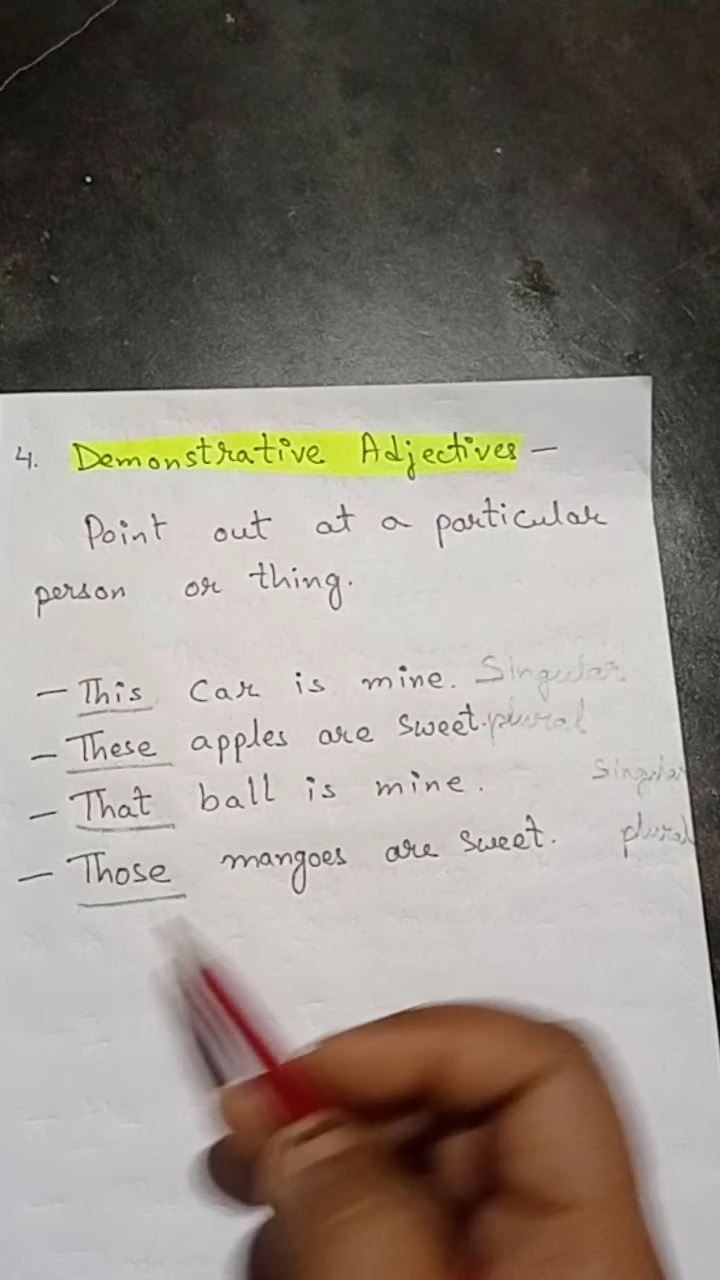 4. Demonstrative Adjectives —
Point out at a particular
person or thing.
— This car is mine. Singular
— These apples are sweet. plural
— That ball is mine. Singular
— Those mangoes are sweet. plural